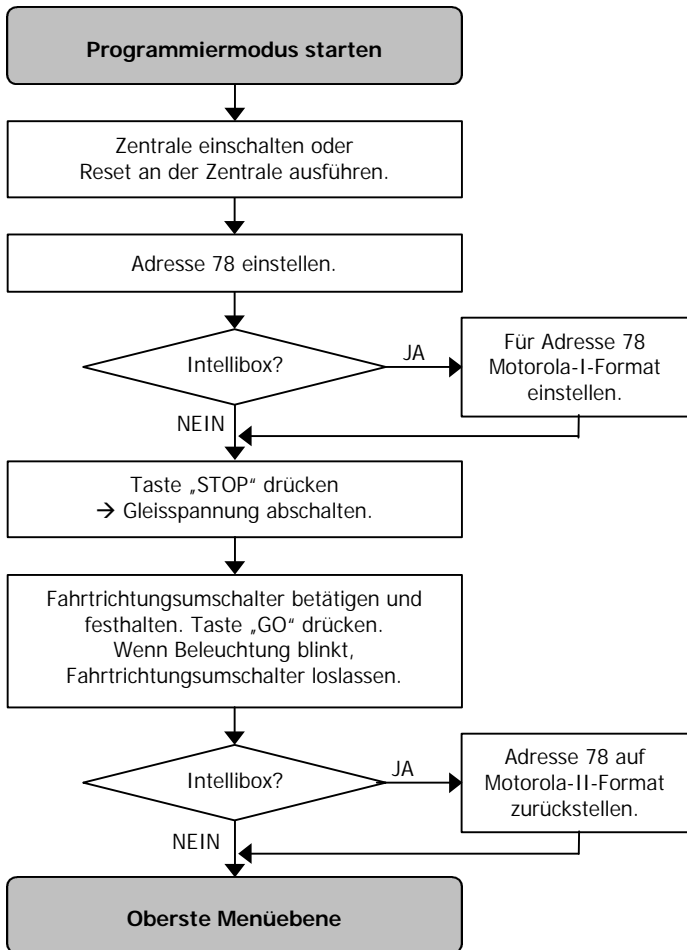 Programmiermodus starten
Zentrale einschalten oder
Reset an der Zentrale ausführen.
Adresse 78 einstellen.
Intellibox?
JA
Für Adresse 78
Motorola-I-Format
einstellen.
NEIN
Taste „STOP“ drücken
→ Gleisspannung abschalten.
Fahrtrichtungsumschalter betätigen und
festhalten. Taste „GO“ drücken.
Wenn Beleuchtung blinkt,
Fahrtrichtungsumschalter loslassen.
Intellibox?
JA
Adresse 78 auf
Motorola-II-Format
zurückstellen.
NEIN
Oberste Menüebene